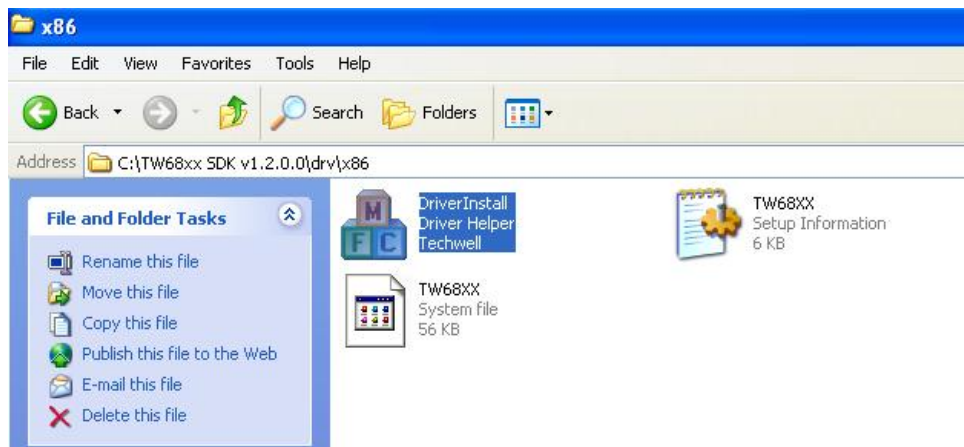 x86
File Edit View Favorites Tools Help
Back Search Folders
Address C:\TW68xx SDK v1.2.0.0\drv\x86
File and Folder Tasks
Rename this file
Move this file
Copy this file
Publish this file to the Web
E-mail this file
Delete this file
M
F C
DriverInstall
Driver Helper
Techwell
TW68XX
Setup Information
6 KB
TW68XX
System file
56 KB